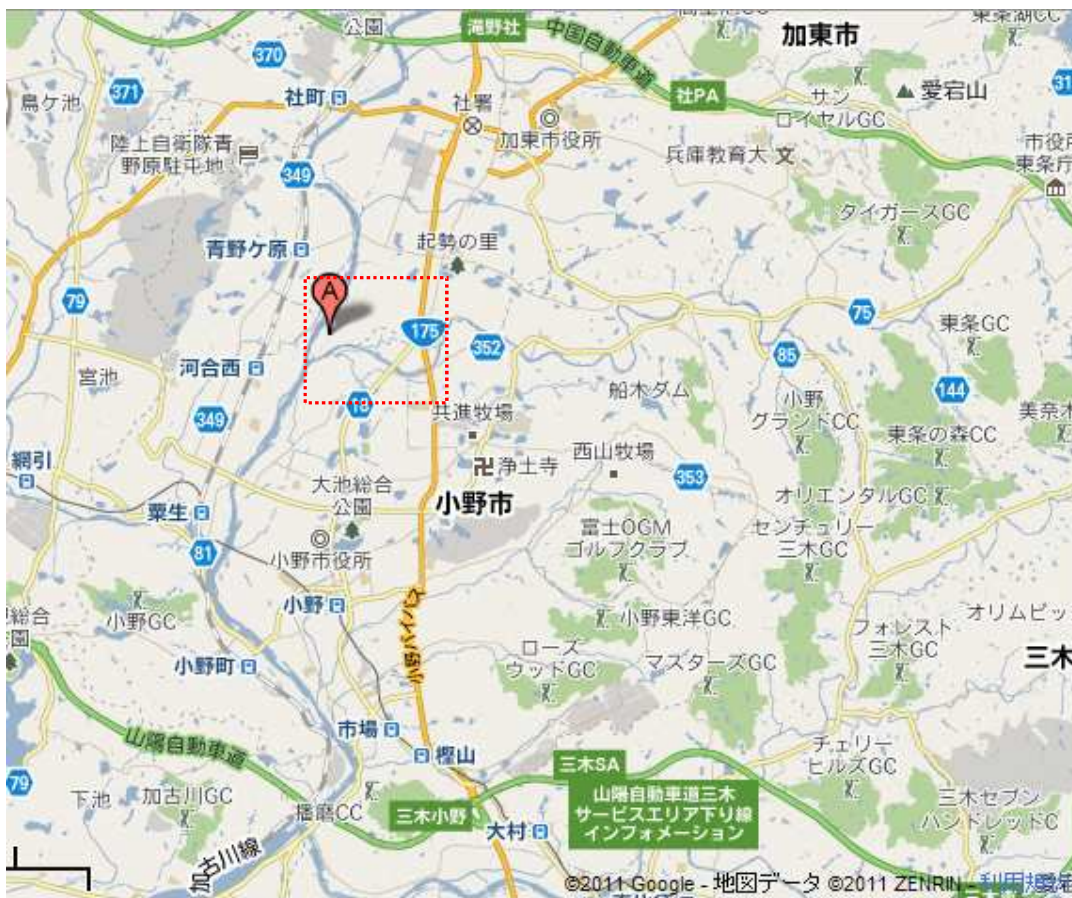 公園
滝野社
中国自動車道
加東市
東条湖CC
370
371
鳥ケ池
社町
社署
社PA
愛宕山
サン
ロイヤルGC
加東市役所
陸上自衛隊青
野原駐屯地
兵庫教育大
市役所
東条庁
349
タイガースGC
青野ケ原
起勢の里
79
A
175
352
75
85
東条GC
河合西
宮池
18
船木ダム
144
349
共進牧場
小野
グランドCC
東条の森CC
美奈木
網引
浄土寺
西山牧場
353
大池総合
公園
小野市
オリエンタルGC
粟生
富士OGM
ゴルフクラブ
センチュリー
三木GC
81
小野市役所
小野
小野バイパス
総合
園
小野GC
小野東洋GC
オリムピッ
フォレスト
三木GC
小野町
ローズ
ウッドGC
マスターズGC
三木
市場
山陽自動車道
樫山
チェリー
ヒルズGC
三木SA
79
下池
加古川GC
播磨CC
三木小野
山陽自動車道三木
サービスエリア下り線
インフォメーション
三木セブン
ハンドレッドC
大村
加古川線
©2011 Google - 地図データ ©2011 ZENRIN -